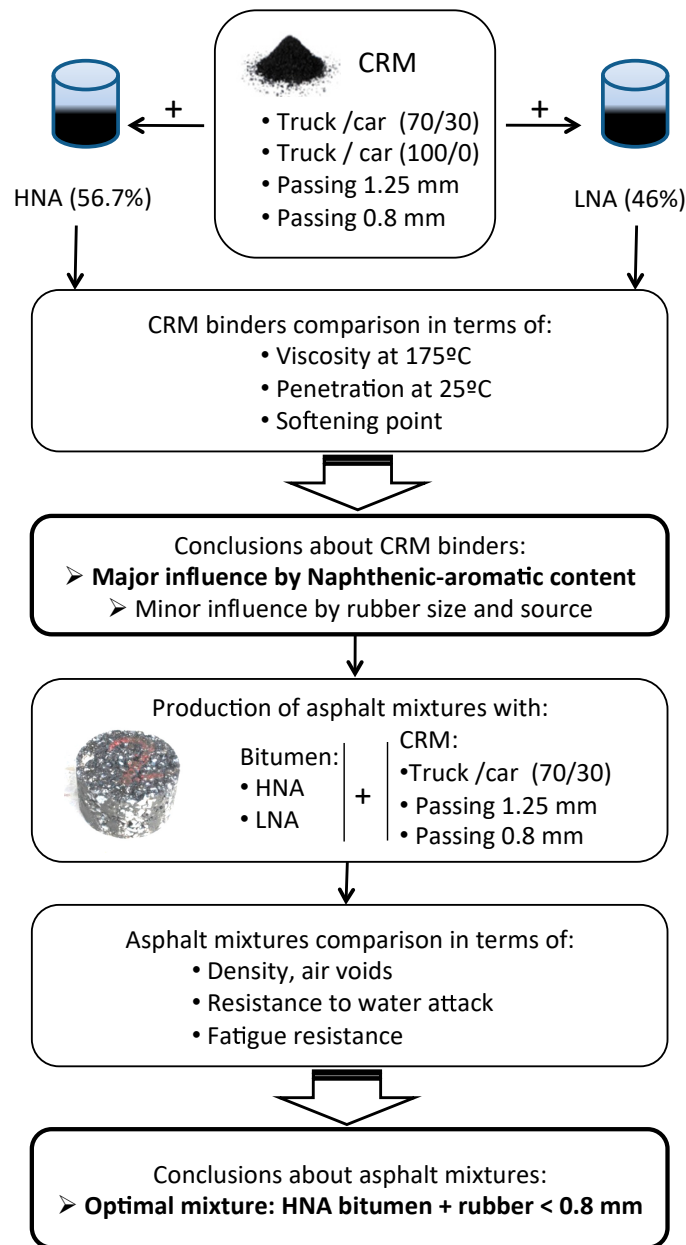 CRM
+
+
• Truck /car (70/30)
• Truck / car (100/0)
• Passing 1.25 mm
• Passing 0.8 mm
HNA (56.7%)
LNA (46%)
CRM binders comparison in terms of:
• Viscosity at 175ºC
• Penetration at 25ºC
• Softening point
Conclusions about CRM binders:
➢ Major influence by Naphthenic-aromatic content
➢ Minor influence by rubber size and source
Production of asphalt mixtures with:
Bitumen:
• HNA
• LNA
+
CRM:
•Truck /car (70/30)
• Passing 1.25 mm
• Passing 0.8 mm
2
Asphalt mixtures comparison in terms of:
• Density, air voids
• Resistance to water attack
• Fatigue resistance
Conclusions about asphalt mixtures:
➢ Optimal mixture: HNA bitumen + rubber < 0.8 mm